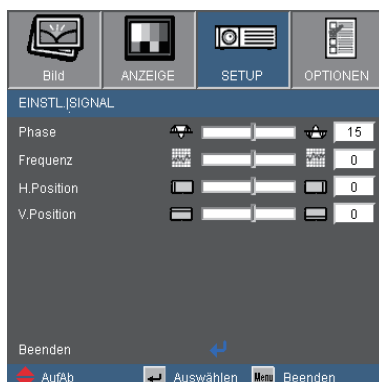 Bild ANZEIGE SETUP OPTIONEN
EINSTL.|SIGNAL
Phase 15
Frequenz 0
H.Position 0
V.Position 0
Beenden
AufAb Auswählen Menu Beenden